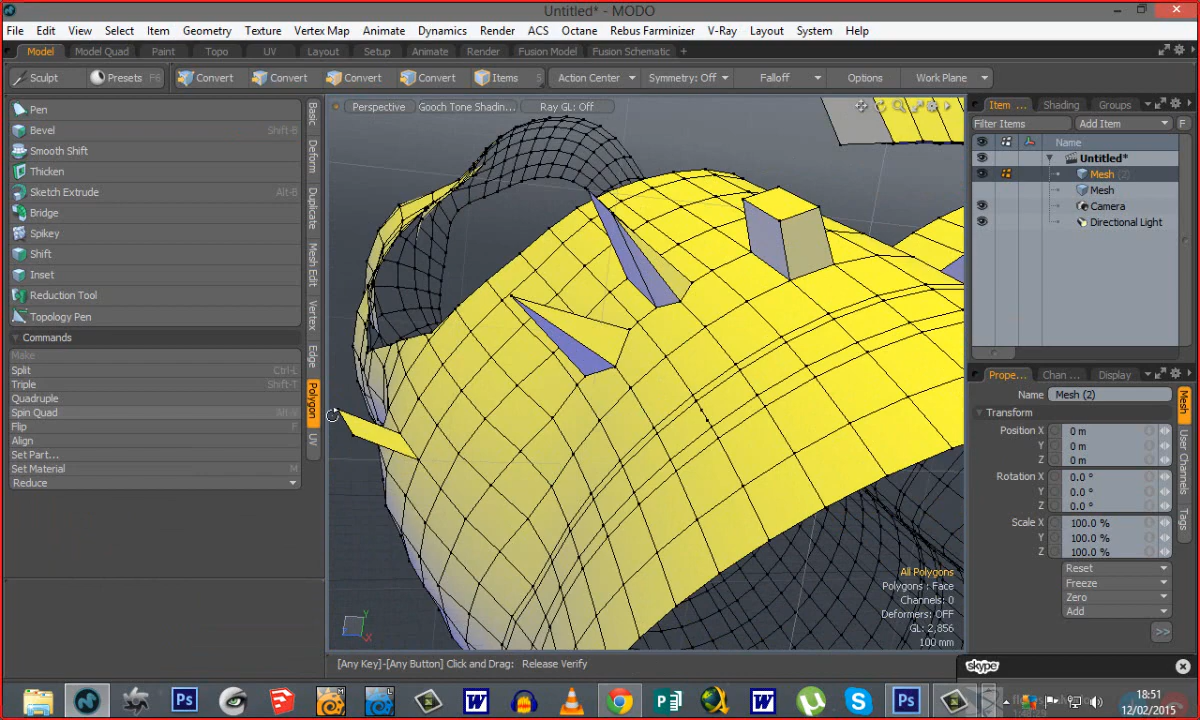 Untitled* - MODO
File Edit View Select Item Geometry Texture Vertex Map Animate Dynamics Render ACS Octane Rebus Farminizer V-Ray Layout System Help
Model Model Quad Paint Topo UV Layout Setup Animate Render Fusion Model Fusion Schematic +
Sculpt Presets F6 Convert Convert Convert Convert Items 5 Action Center Symmetry: Off Falloff Options Work Plane
Pen
Bevel Shift-B
Smooth Shift
Thicken
Sketch Extrude Alt-B
Bridge
Spikey
Shift
Inset
Reduction Tool
Topology Pen
Commands
Make
Split Ctrl-L
Triple Shift-T
Quadruple
Spin Quad Alt-V
Flip F
Align
Set Part...
Set Material M
Reduce
Basic
Deform
Duplicate
Mesh Edit
Vertex
Edge
Polygon
UV
Perspective Gooch Tone Shadin... Ray GL: Off
All Polygons
Polygons : Face
Channels: 0
Deformers: OFF
GL: 2,856
100 mm
Y
X
Item ... Shading Groups
Filter Items Add Item F
Name
Untitled*
Mesh (2)
Mesh
Camera
Directional Light
Prope... Chan ... Display
Name Mesh (2)
Transform
Position X 0 m
Y 0 m
Z 0 m
Rotation X 0.0 °
Y 0.0 °
Z 0.0 °
Scale X 100.0 %
Y 100.0 %
Z 100.0 %
Reset
Freeze
Zero
Add
>>
Mesh
User Channels
Tags
[Any Key]-[Any Button] Click and Drag: Release Verify
skype
Ps
W
W
Ps
18:51
12/02/2015